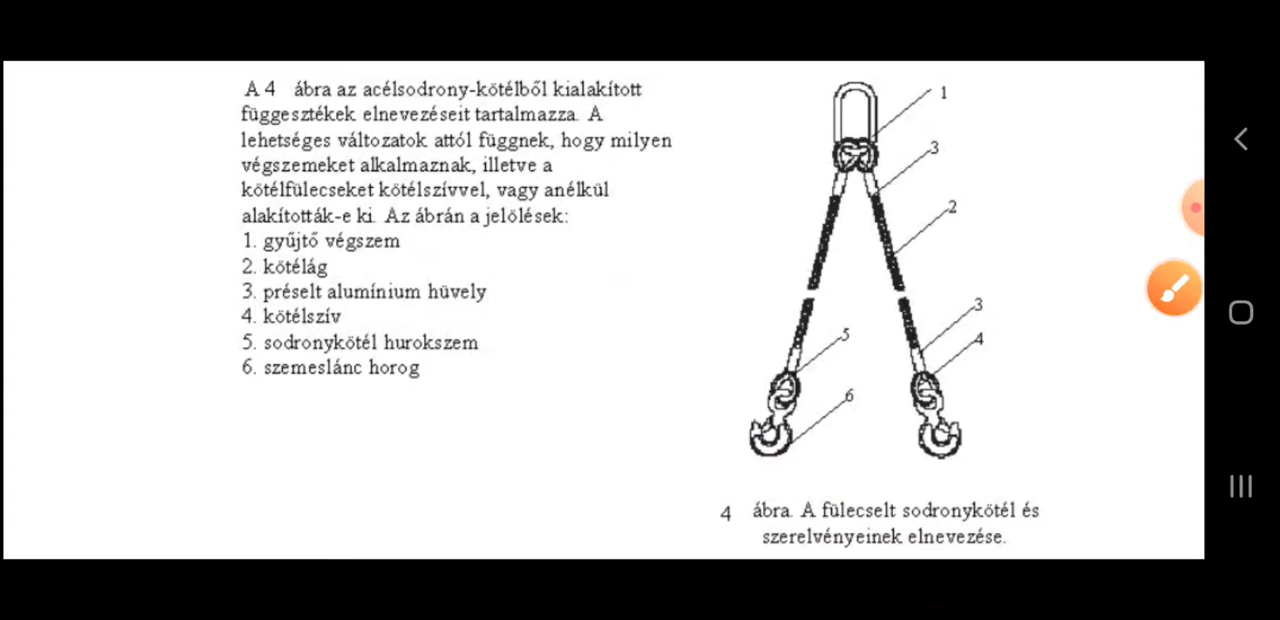 A 4 ábra az acélsodrony-kötélből kialakított
függesztékek elnevezéseit tartalmazza. A
lehetséges változatok attól függnek, hogy milyen
végszemeket alkalmaznak, illetve a
kötélfülecseket kötélszívvel, vagy anélkül
alakították-e ki. Az ábrán a jelölések:
1. gyűjtő végszem
2. kötélág
3. préselt alumínium hüvely
4. kötélszív
5. sodronykötél hurokszem
6. szemeslánc horog
1
3
2
3
5
4
6
4 ábra. A fülecselt sodronykötél és
szerelvényeinek elnevezése.